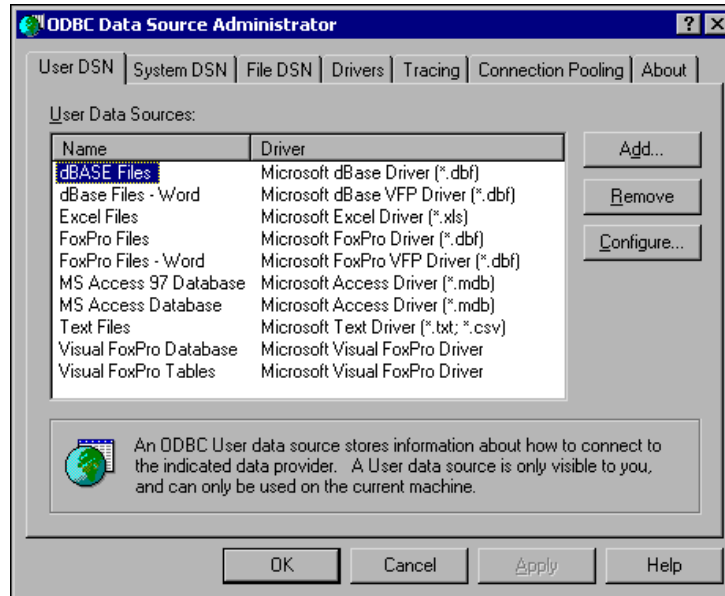 ODBC Data Source Administrator
User DSN System DSN File DSN Drivers Tracing Connection Pooling About
User Data Sources:
Name Driver
dBASE Files Microsoft dBase Driver (*.dbf)
dBase Files - Word Microsoft dBase VFP Driver (*.dbf)
Excel Files Microsoft Excel Driver (*.xls)
FoxPro Files Microsoft FoxPro Driver (*.dbf)
FoxPro Files - Word Microsoft FoxPro VFP Driver (*.dbf)
MS Access 97 Database Microsoft Access Driver (*.mdb)
MS Access Database Microsoft Access Driver (*.mdb)
Text Files Microsoft Text Driver (*.txt; *.csv)
Visual FoxPro Database Microsoft Visual FoxPro Driver
Visual FoxPro Tables Microsoft Visual FoxPro Driver
Add...
Remove
Configure...
An ODBC User data source stores information about how to connect to
the indicated data provider. A User data source is only visible to you,
and can only be used on the current machine.
OK Cancel Apply Help